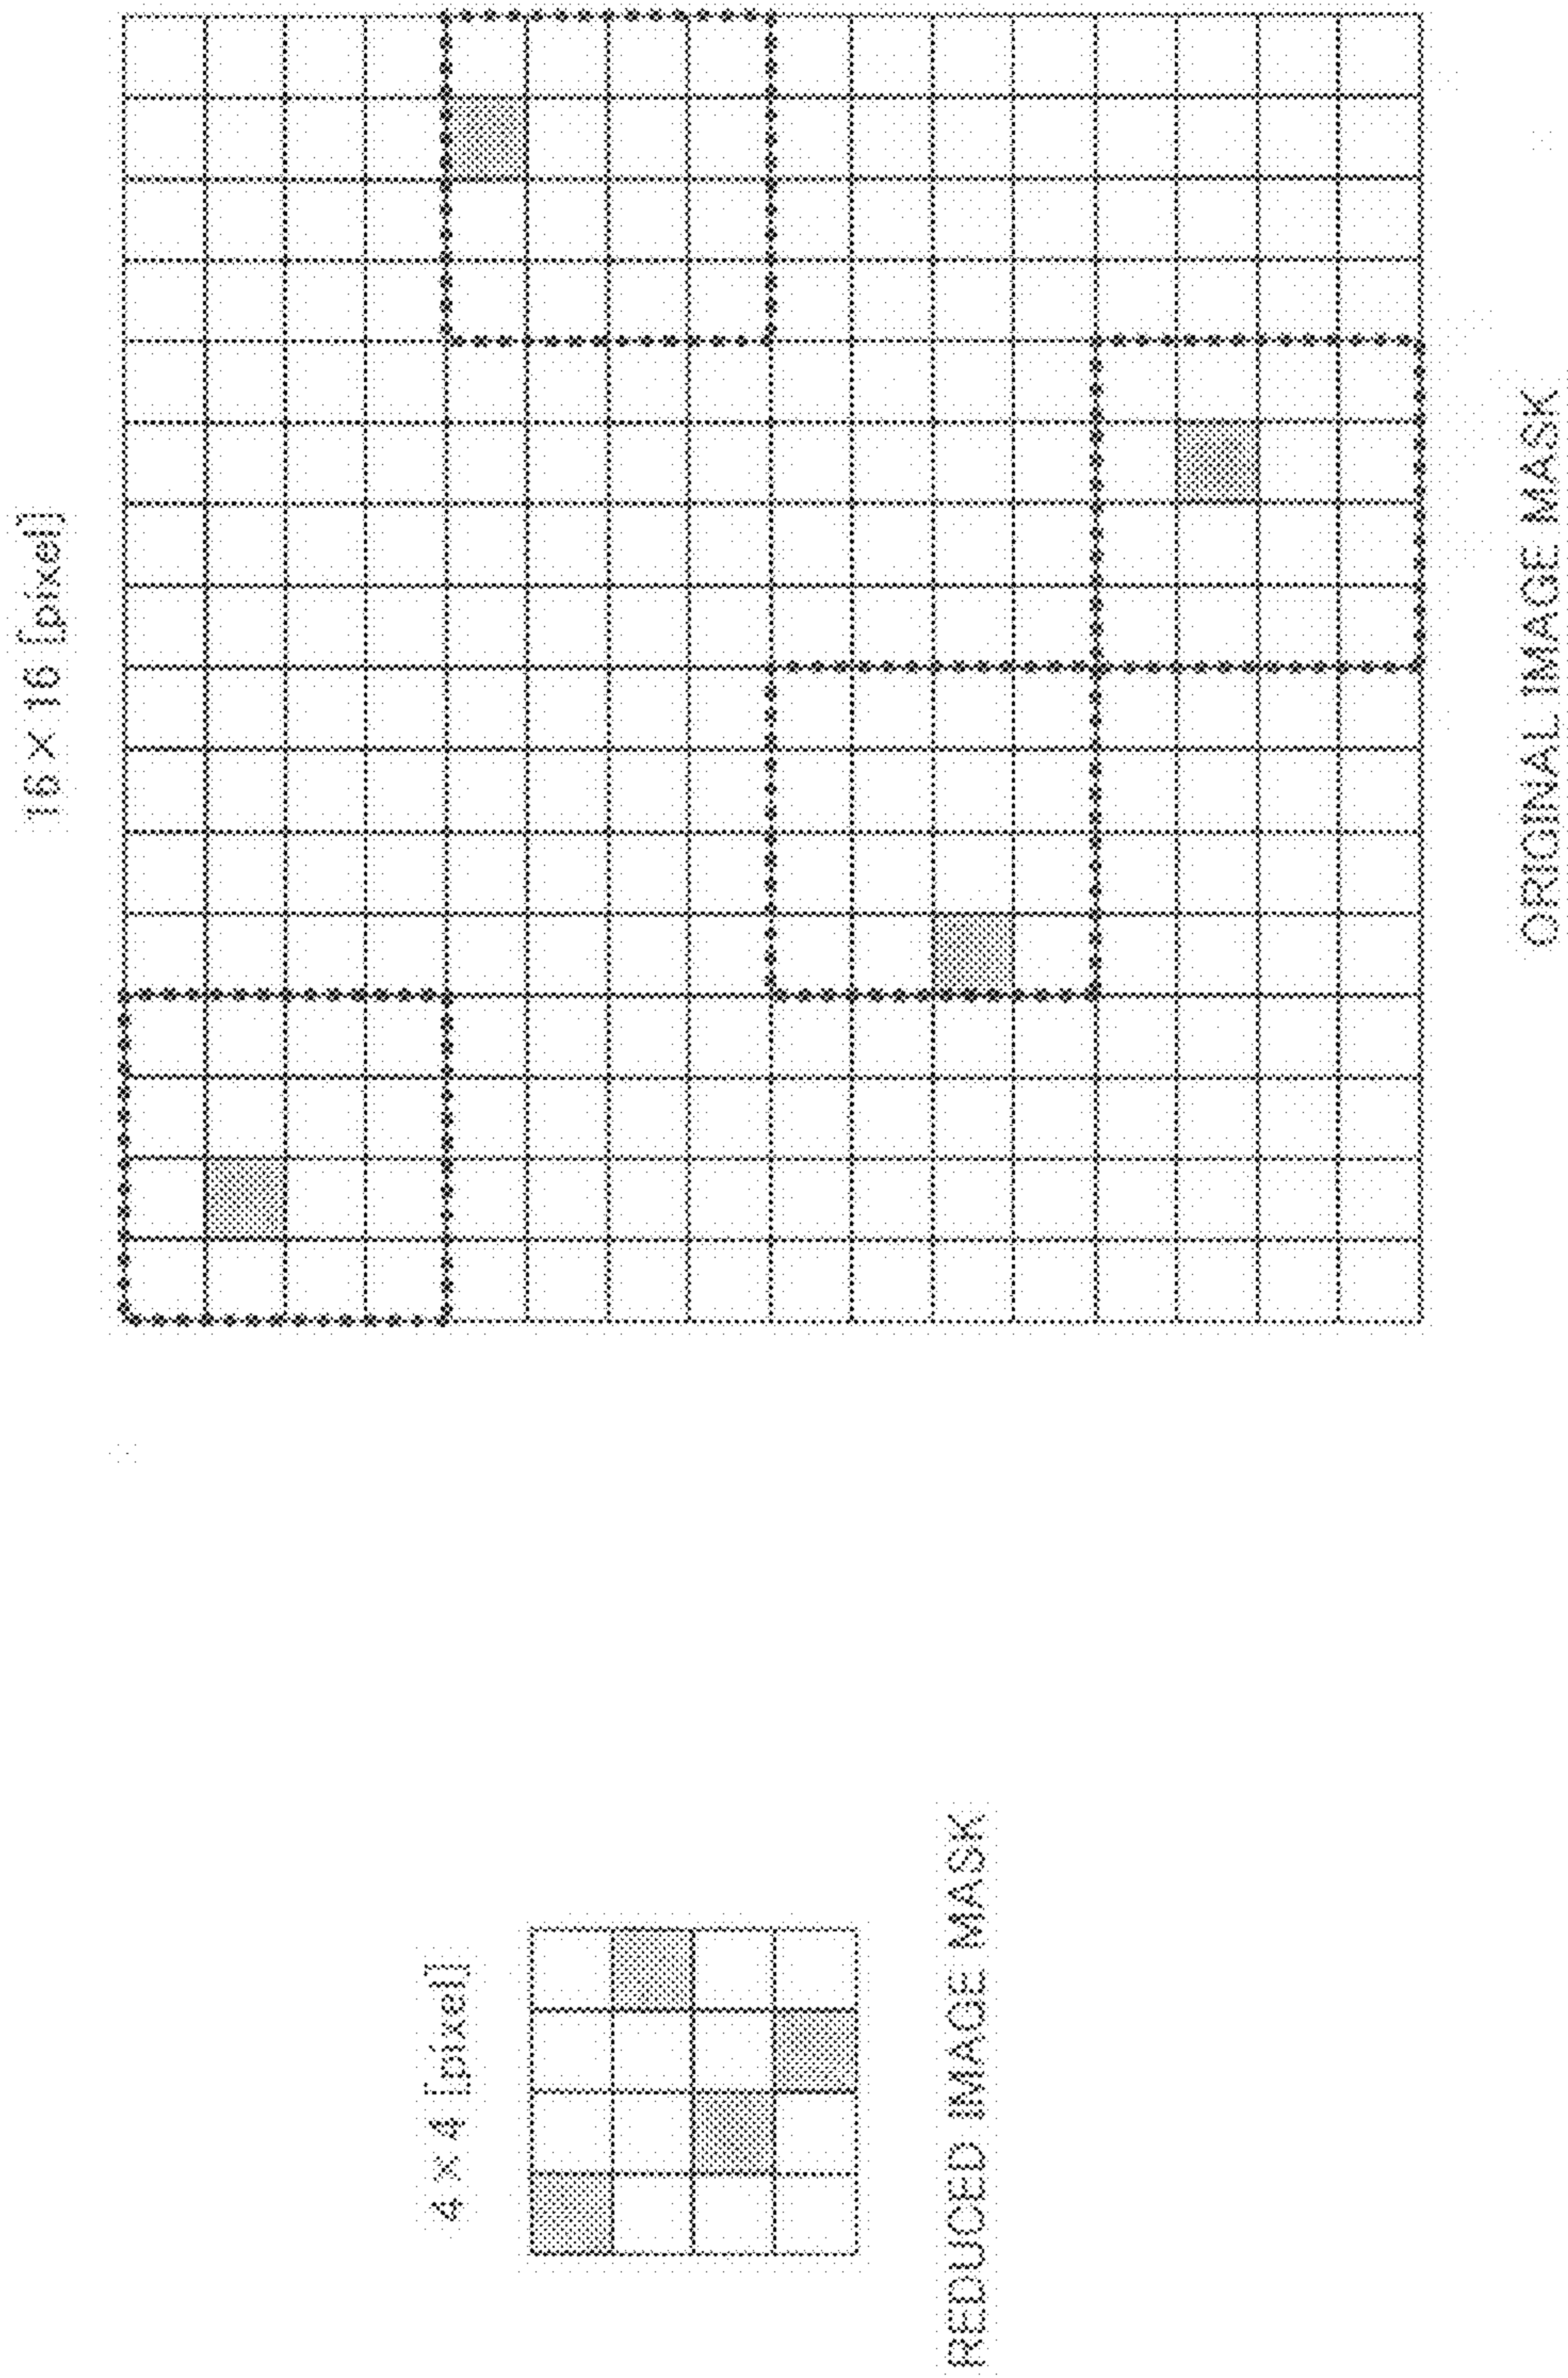 4 × 4 [pixel]
REDUCED IMAGE MASK
16 × 16 [pixel]
ORIGINAL IMAGE MASK